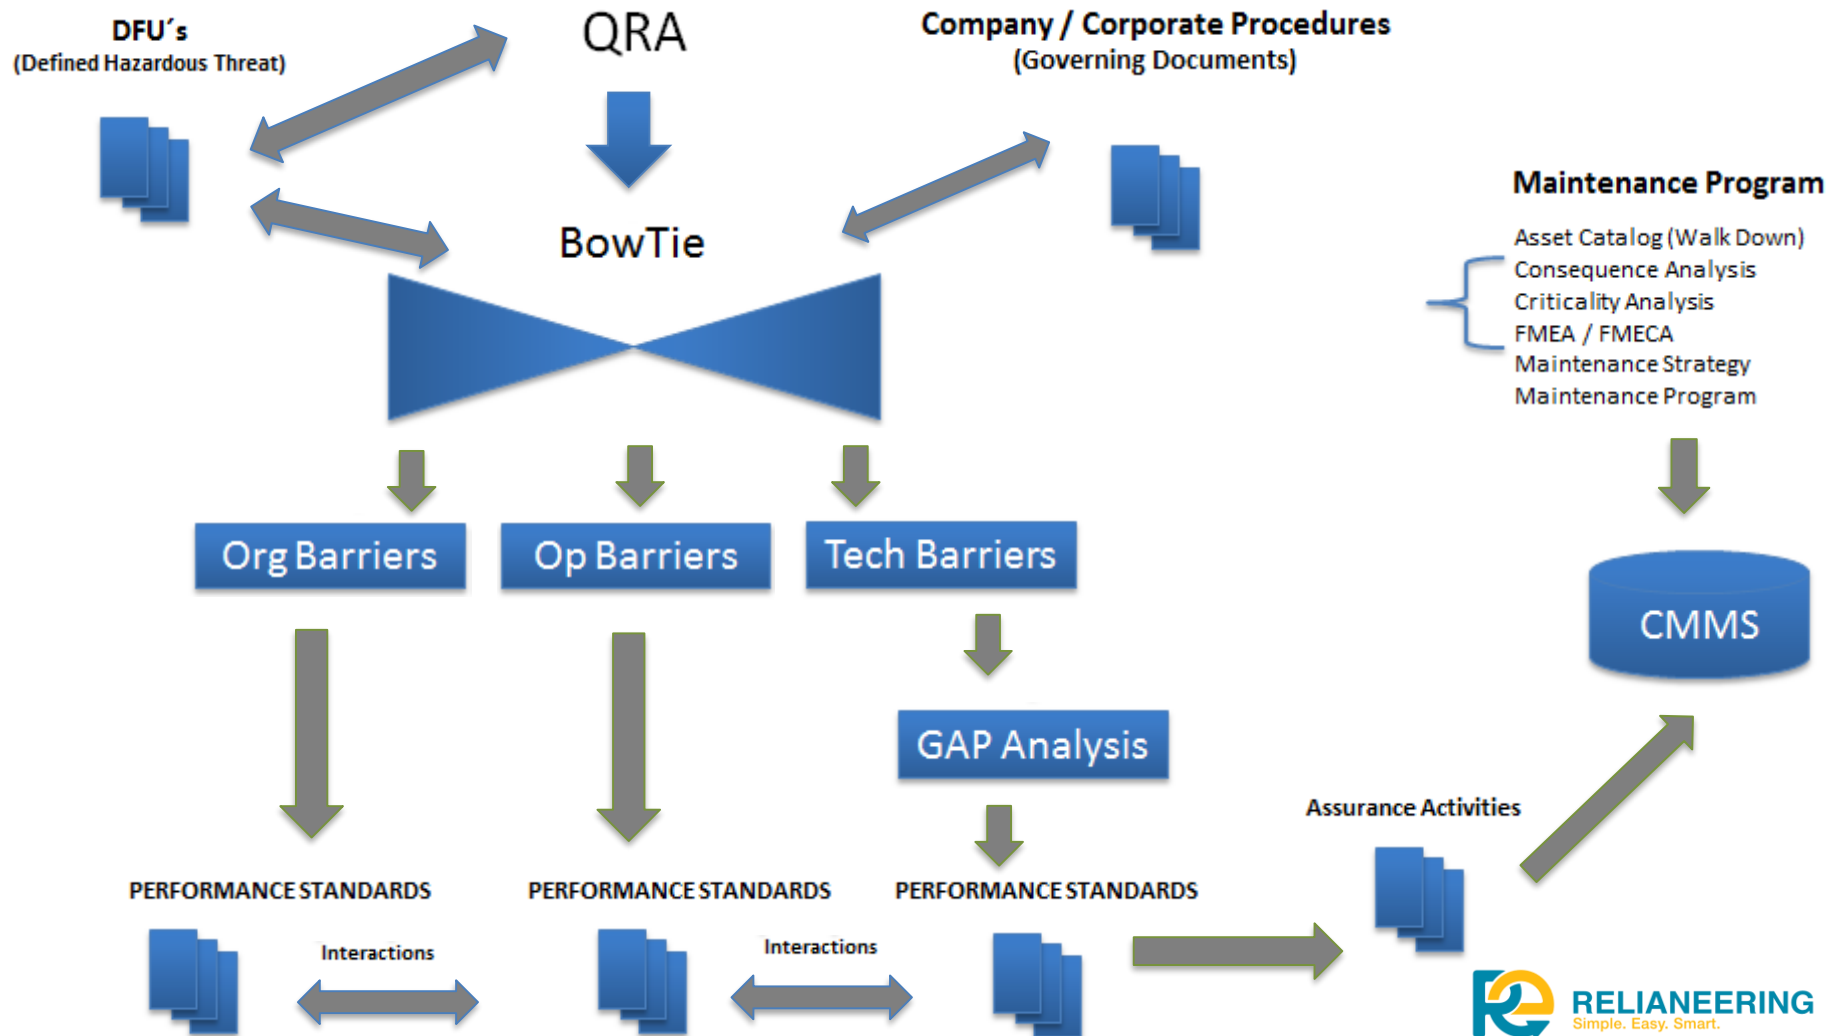 DFU´s
(Defined Hazardous Threat)
QRA
Company / Corporate Procedures
(Governing Documents)
BowTie
Maintenance Program
Asset Catalog (Walk Down)
Consequence Analysis
Criticality Analysis
FMEA / FMECA
Maintenance Strategy
Maintenance Program
Org Barriers
Op Barriers
Tech Barriers
CMMS
GAP Analysis
Assurance Activities
PERFORMANCE STANDARDS
PERFORMANCE STANDARDS
PERFORMANCE STANDARDS
Interactions
Interactions
RELIANEERING
Simple. Easy. Smart.